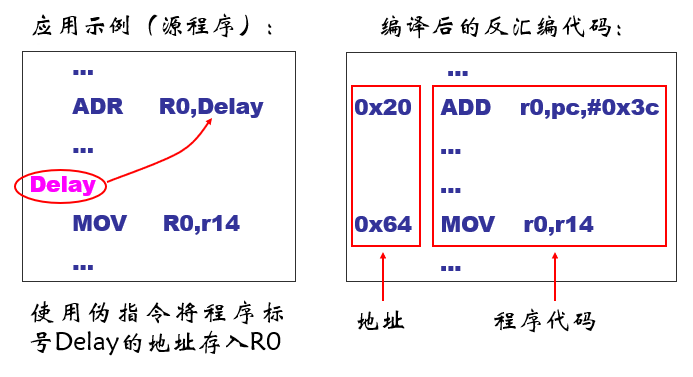 应用示例（源程序）：
...
ADR R0,Delay
...
Delay
MOV R0,r14
...
使用伪指令将程序标
号Delay的地址存入R0
编译后的反汇编代码：
...
0x20 ADD r0,pc,#0x3c
...
...
0x64 MOV r0,r14
...
地址 程序代码